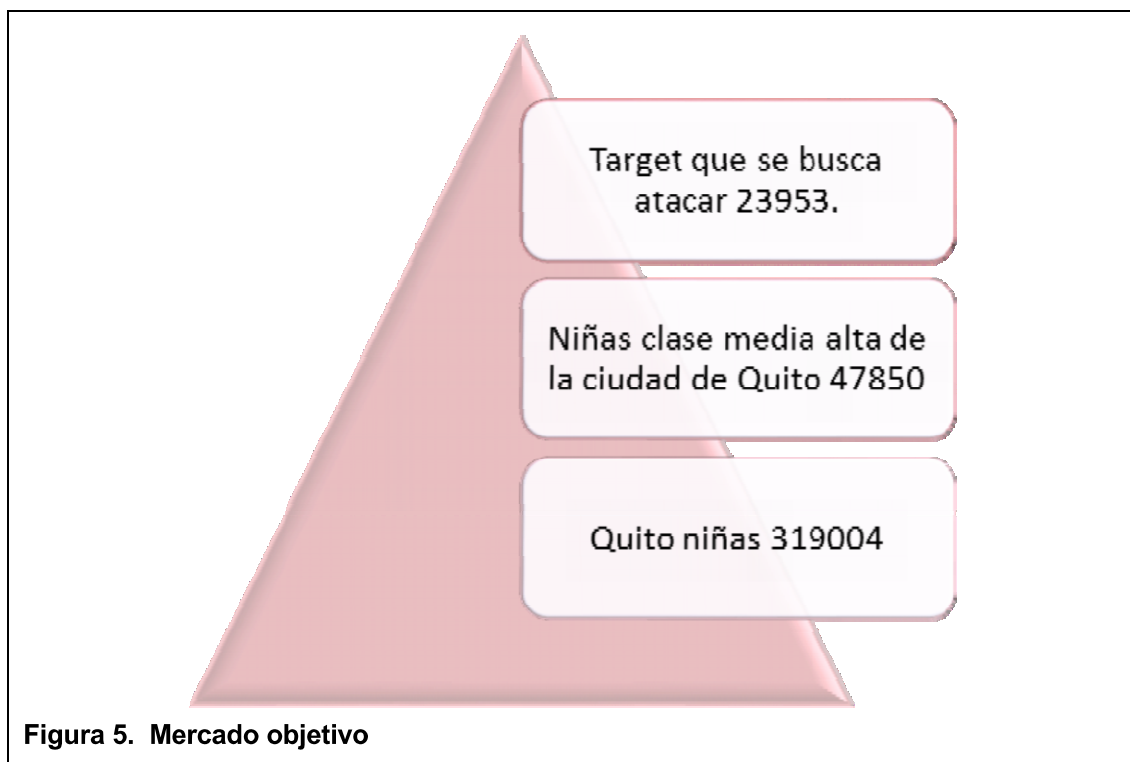 Target que se busca
atacar 23953.
Niñas clase media alta de
la ciudad de Quito 47850
Quito niñas 319004
Figura 5. Mercado objetivo